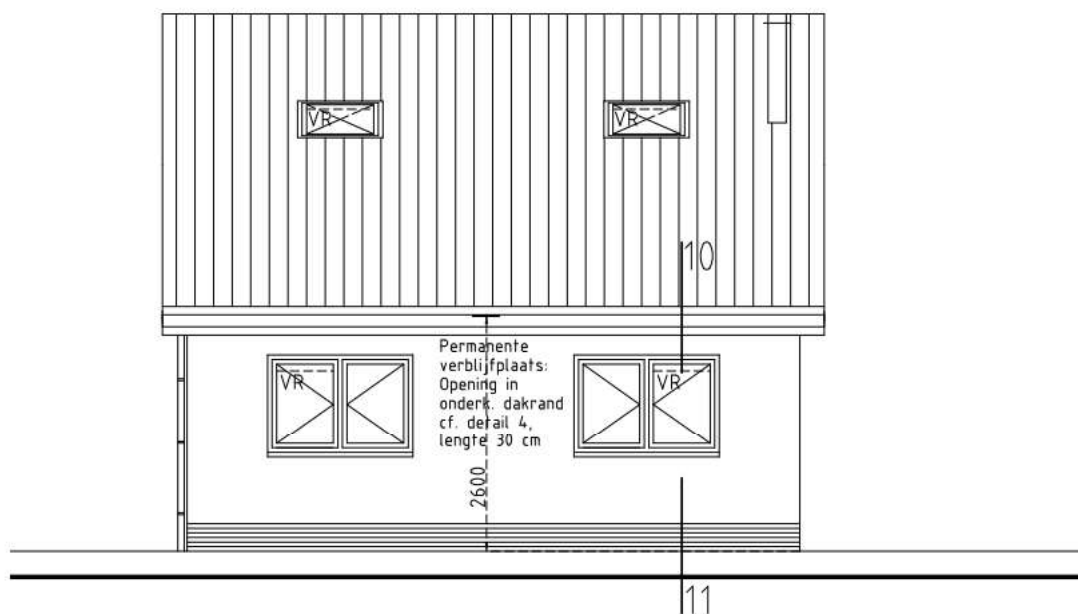 VR
VR
10
Permanente
verblijfplaats:
Opening in
onderk. dakrand
cf. detail 4,
lengte 30 cm
VR
VR
2600
11